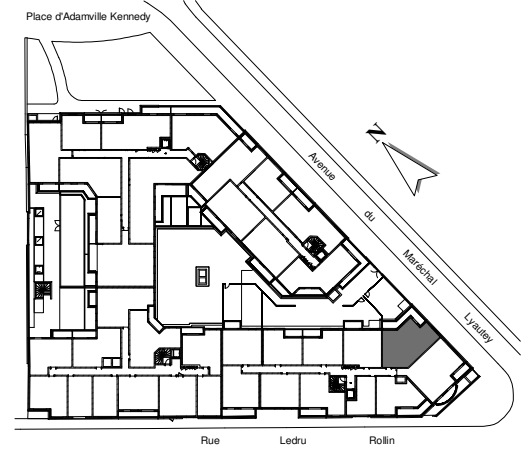 Place d'Adamville Kennedy
N
Avenue du Maréchal Lyautey
Rue Ledru Rollin